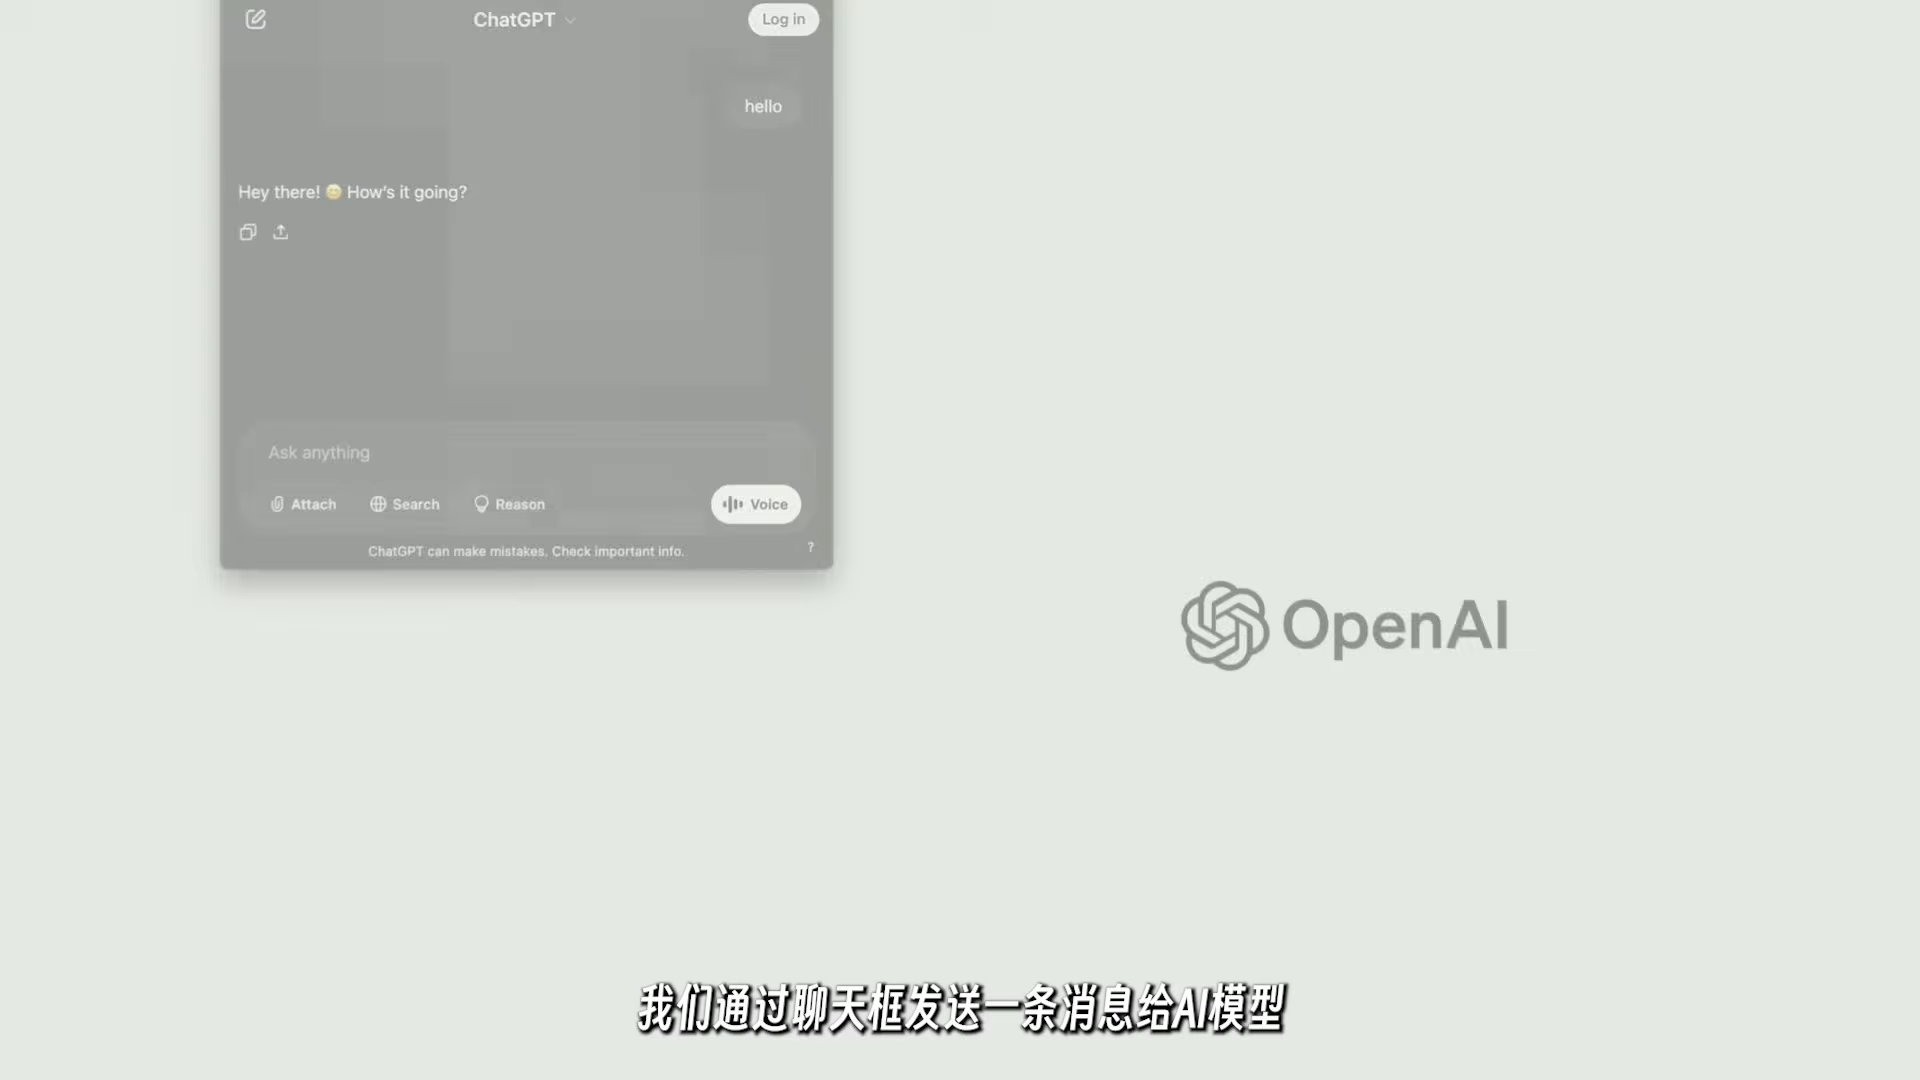 ChatGPT
Log in
hello
Hey there! 😊 How's it going?
Ask anything
Attach
Search
Reason
Voice
ChatGPT can make mistakes. Check important info.
?
OpenAI
我们通过聊天框发送一条消息给AI模型